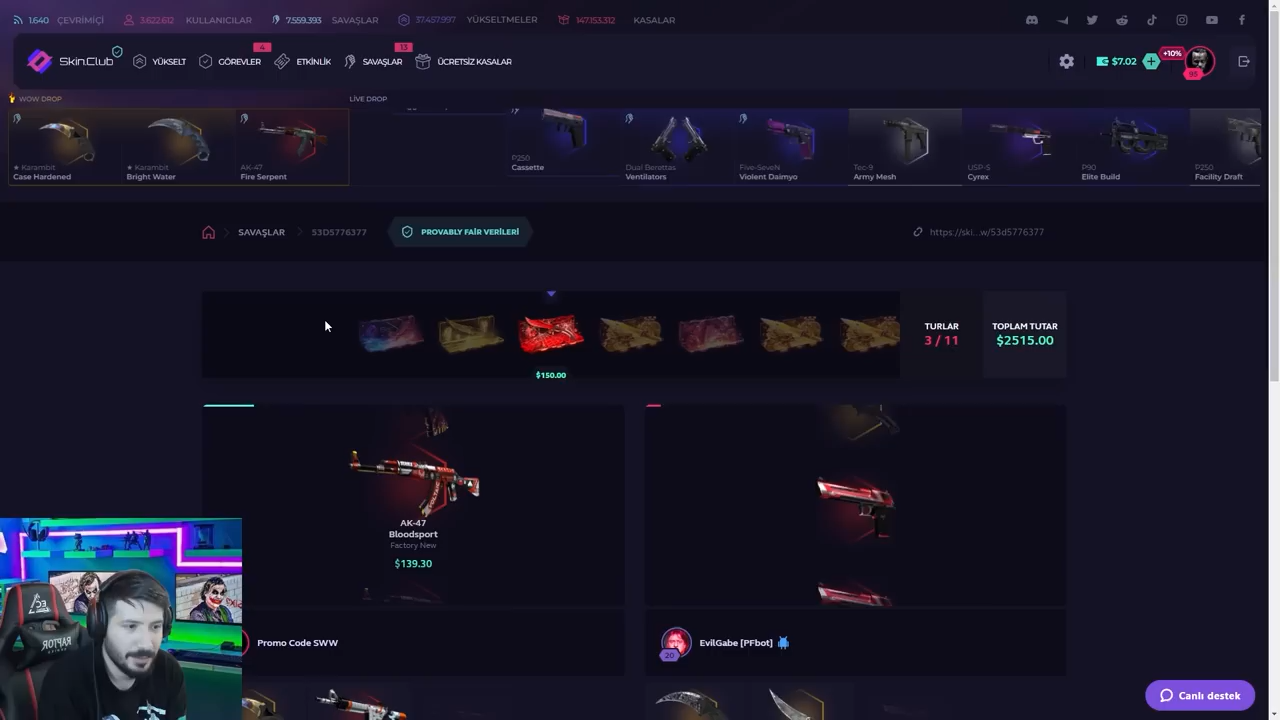 1.640 ÇEVRİMİÇİ 3.622.612 KULLANICILAR 7.559.393 SAVAŞLAR 37.457.997 YÜKSELTMELER 147.153.312 KASALAR
Skin.Club YÜKSELT GÖREVLER 4 ETKİNLİK SAVAŞLAR 13 ÜCRETSİZ KASALAR $7.02 +10% 95
WOW DROP LİVE DROP
★ Karambit
Case Hardened
★ Karambit
Bright Water
AK-47
Fire Serpent
P250
Cassette
Dual Berettas
Ventilators
Five-SeveN
Violent Daimyo
Tec-9
Army Mesh
USP-S
Cyrex
P90
Elite Build
P250
Facility Draft
SAVAŞLAR 53D5776377 PROVABLY FAİR VERİLERİ https://ski...w/53d5776377
$150.00
TURLAR
3 / 11
TOPLAM TUTAR
$2515.00
AK-47
Bloodsport
Factory New
$139.30
Promo Code SWW
EvilGabe [PFbot]
20
Canlı destek
RAPTOR